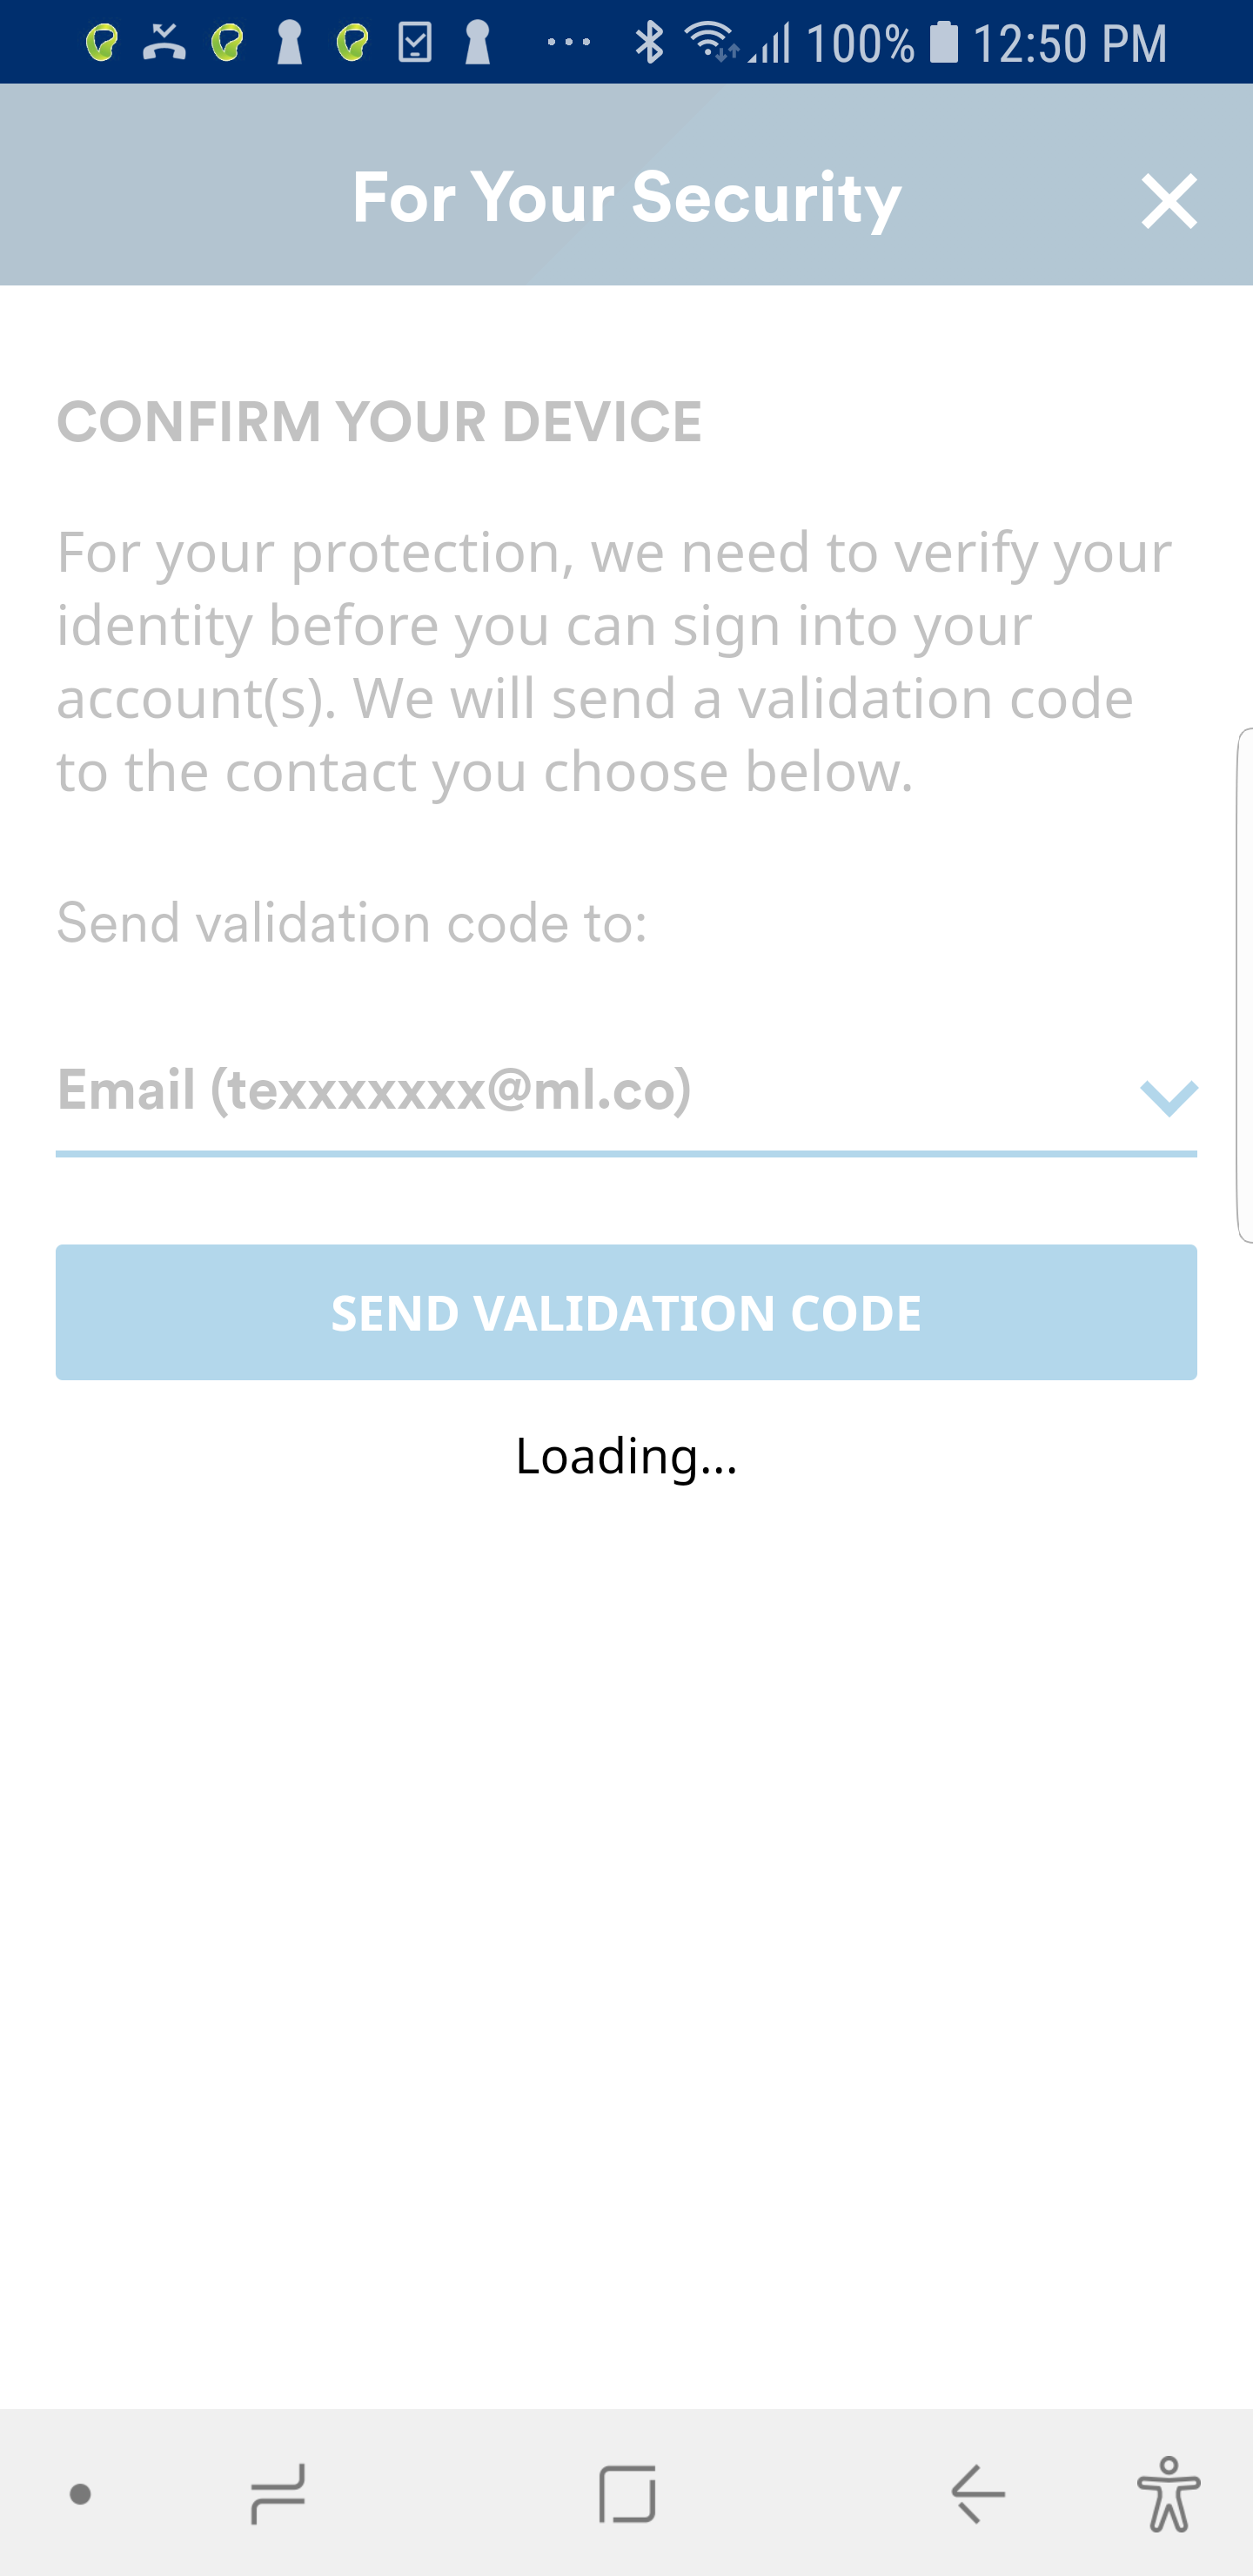 100% 12:50 PM
For Your Security
CONFIRM YOUR DEVICE
For your protection, we need to verify your
identity before you can sign into your
account(s). We will send a validation code
to the contact you choose below.
Send validation code to:
Email (texxxxxxx@ml.co)
SEND VALIDATION CODE
Loading...